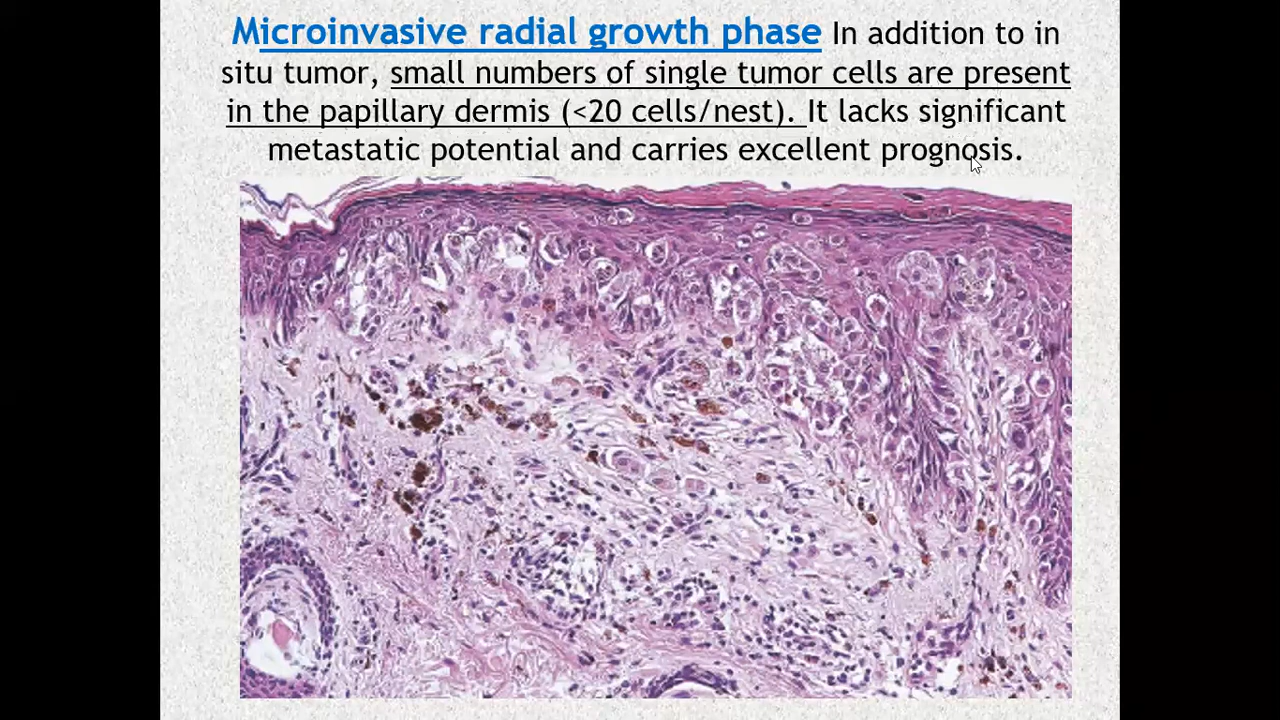 Microinvasive radial growth phase In addition to in
situ tumor, small numbers of single tumor cells are present
in the papillary dermis (<20 cells/nest). It lacks significant
metastatic potential and carries excellent prognosis.